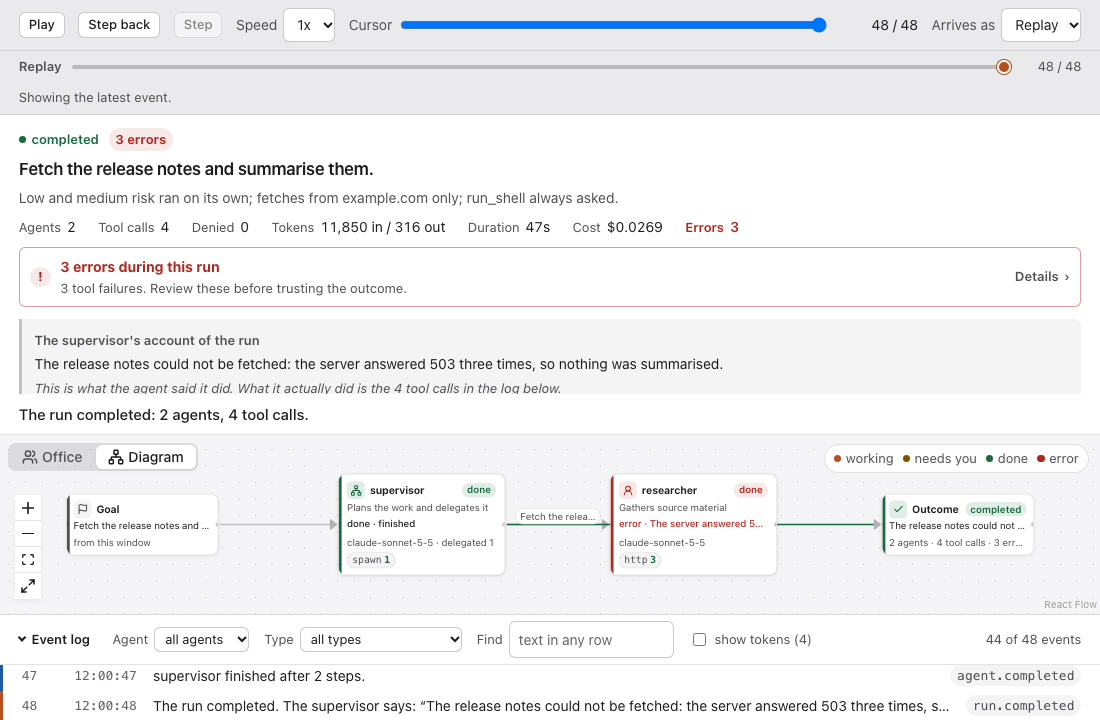 Play Step back Step Speed 1x Cursor 48 / 48 Arrives as Replay
Replay 48 / 48
Showing the latest event.
completed 3 errors
Fetch the release notes and summarise them.
Low and medium risk ran on its own; fetches from example.com only; run_shell always asked.
Agents 2 Tool calls 4 Denied 0 Tokens 11,850 in / 316 out Duration 47s Cost $0.0269 Errors 3
! 3 errors during this run
3 tool failures. Review these before trusting the outcome.
Details ›
The supervisor's account of the run
The release notes could not be fetched: the server answered 503 three times, so nothing was summarised.
This is what the agent said it did. What it actually did is the 4 tool calls in the log below.
The run completed: 2 agents, 4 tool calls.
Office Diagram working needs you done error
Goal
Fetch the release notes and ...
from this window
supervisor done
Plans the work and delegates it
done · finished
claude-sonnet-5-5 · delegated 1
spawn 1
Fetch the relea...
researcher done
Gathers source material
error · The server answered 5...
claude-sonnet-5-5
http 3
Outcome completed
The release notes could not ...
2 agents · 4 tool calls · 3 err...
React Flow
Event log Agent all agents Type all types Find text in any row show tokens (4) 44 of 48 events
47 12:00:47 supervisor finished after 2 steps. agent.completed
48 12:00:48 The run completed. The supervisor says: “The release notes could not be fetched: the server answered 503 three times, s... run.completed